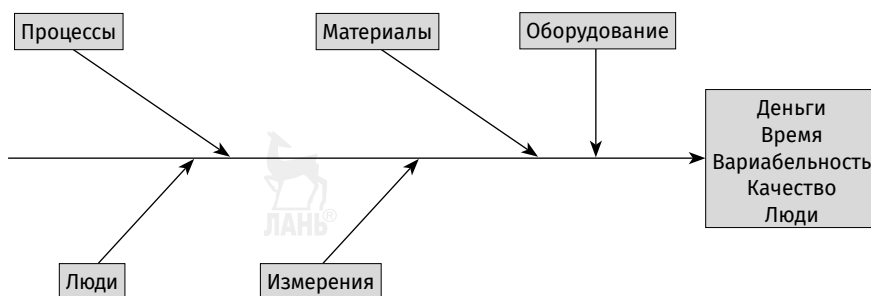 Процессы
Материалы
Оборудование
Деньги
Время
Вариабельность
Качество
Люди
ЛАНЬ®
Люди
Измерения